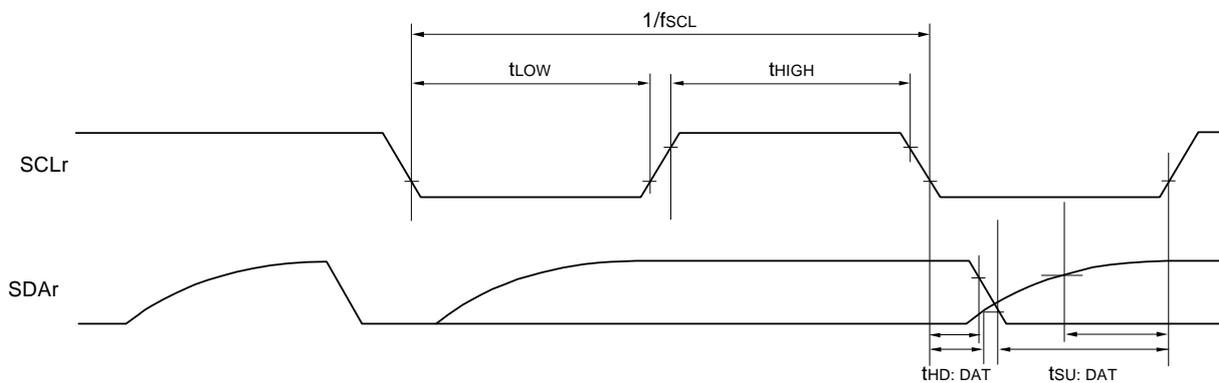 1/fSCL
tLOW
tHIGH
SCLr
SDAr
tHD: DAT
tSU: DAT